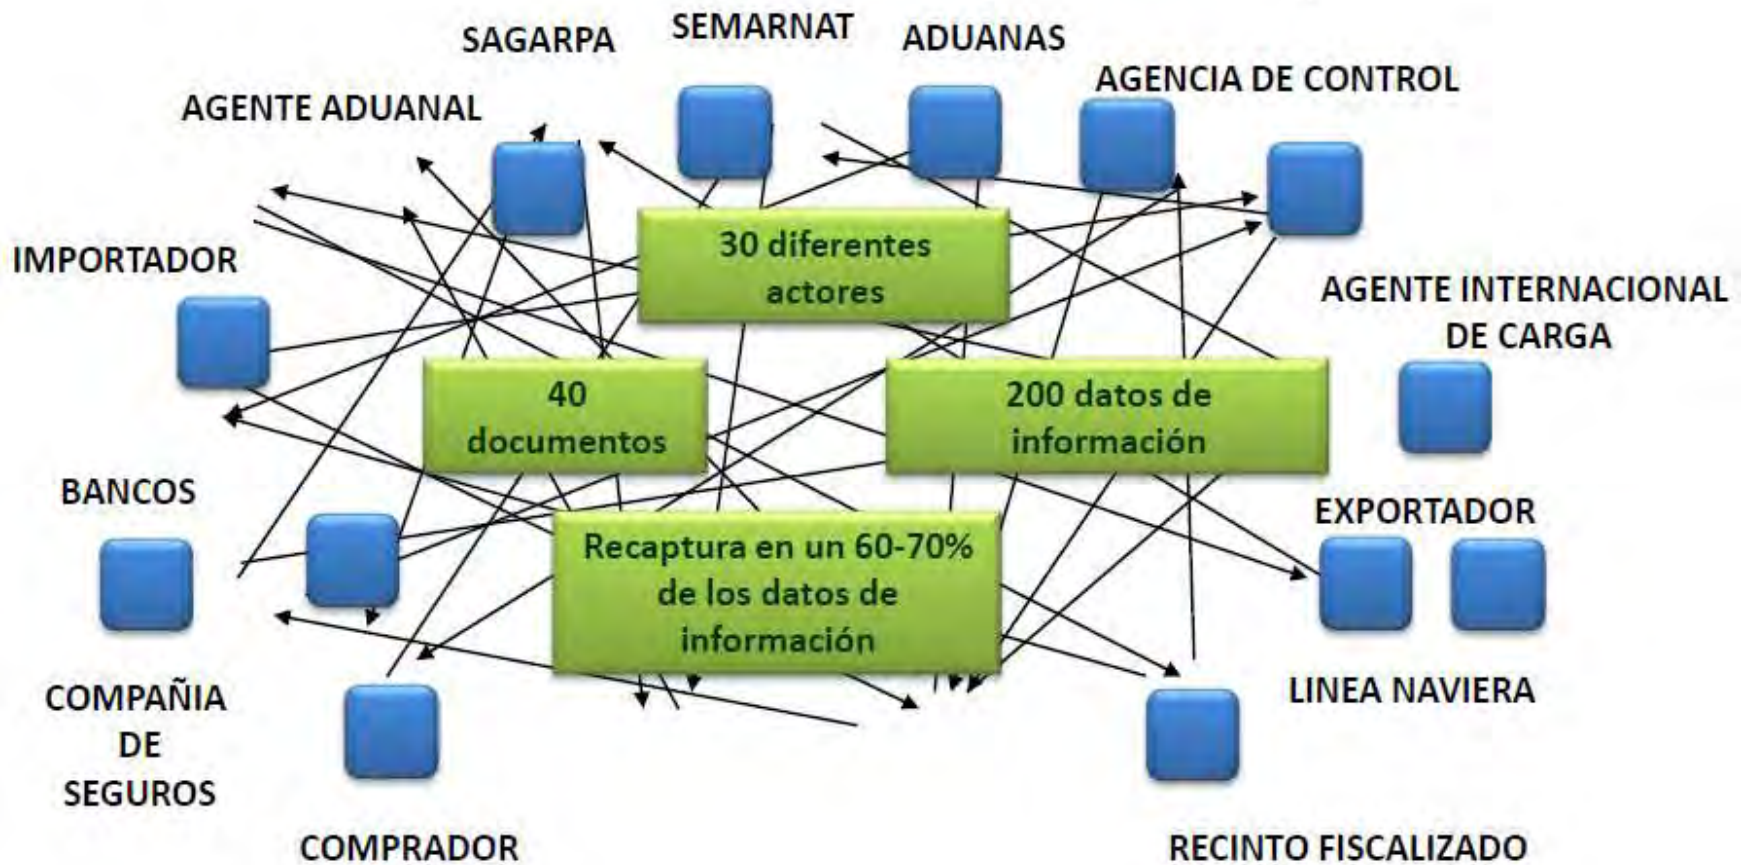 SAGARPA
SEMARNAT
ADUANAS
AGENCIA DE CONTROL
AGENTE ADUANAL
IMPORTADOR
30 diferentes
actores
AGENTE INTERNACIONAL
DE CARGA
40
documentos
200 datos de
información
BANCOS
EXPORTADOR
Recaptura en un 60-70%
de los datos de
información
COMPAÑIA
DE
SEGUROS
LINEA NAVIERA
COMPRADOR
RECINTO FISCALIZADO